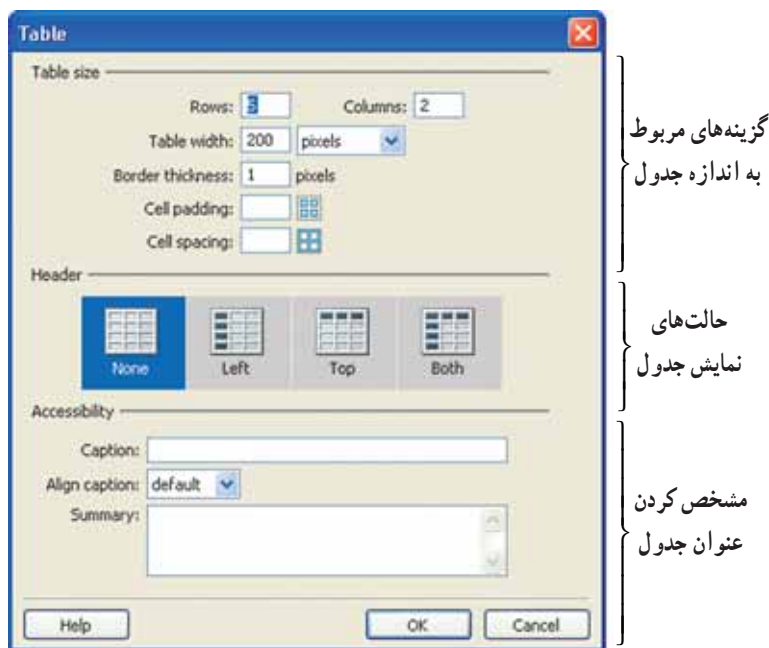 Table
Table size
Rows: 5 Columns: 2
Table width: 200 pixels
Border thickness: 1 pixels
Cell padding:
Cell spacing:
گزینه‌های مربوط
به اندازه جدول
Header
None Left Top Both
حالت‌های
نمایش جدول
Accessibility
Caption:
Align caption: default
Summary:
مشخص کردن
عنوان جدول
Help OK Cancel